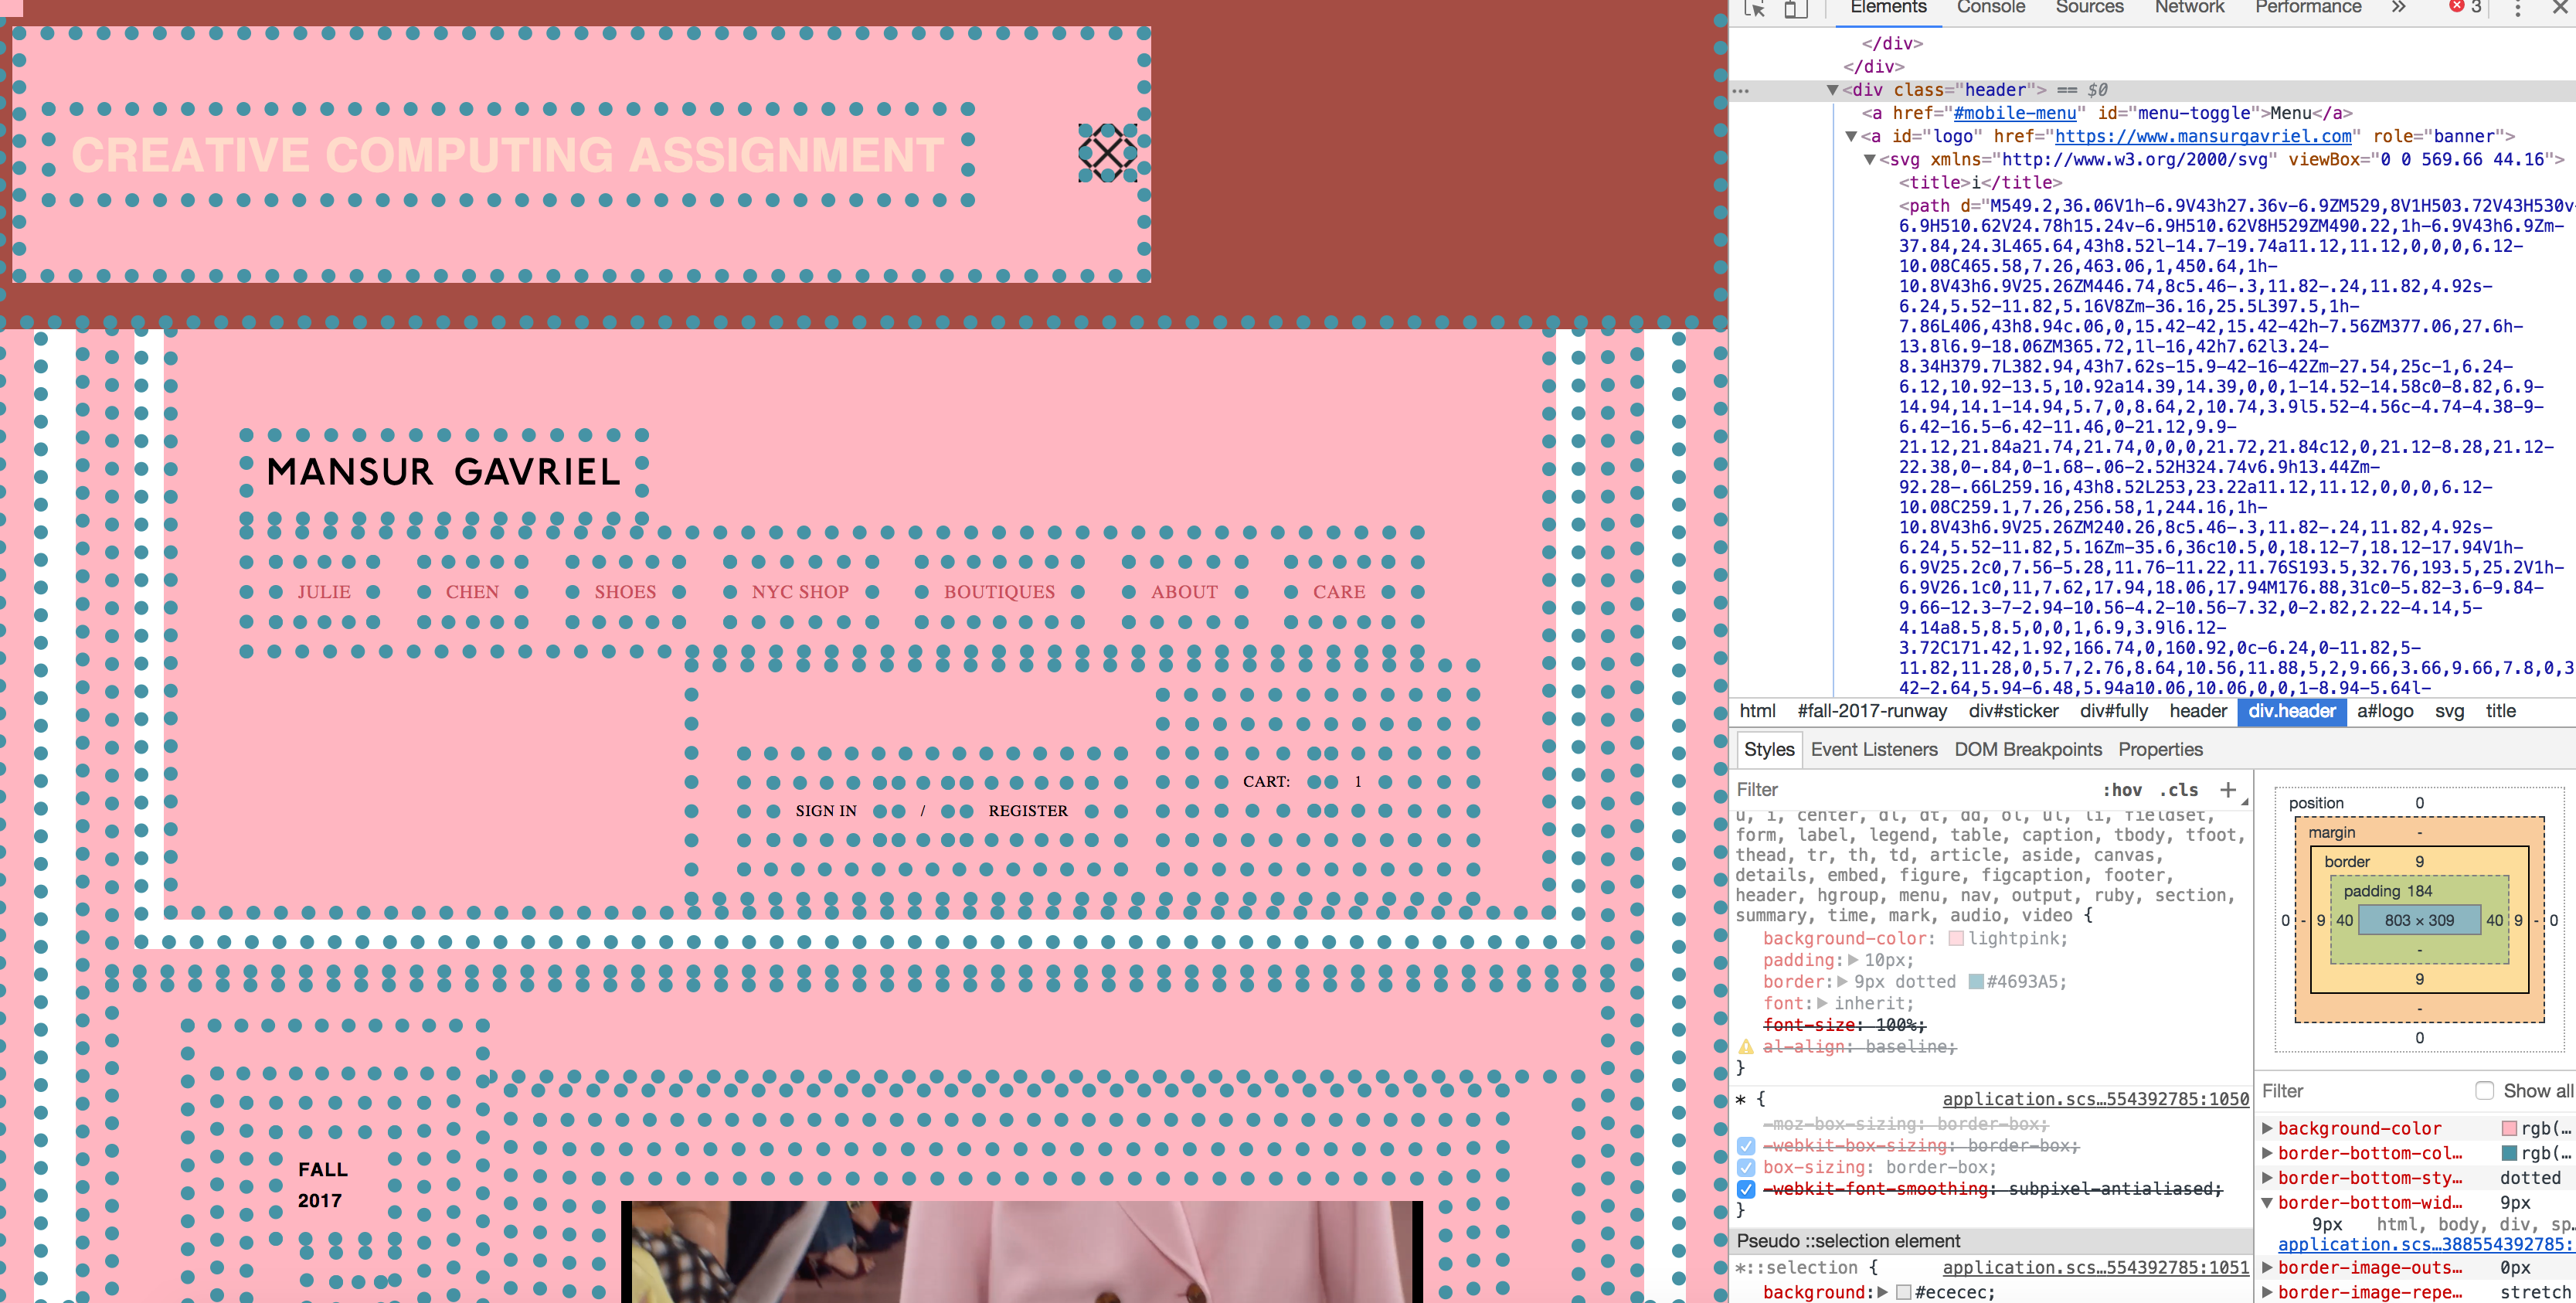 CREATIVE COMPUTING ASSIGNMENT
MANSUR GAVRIEL
JULIE CHEN SHOES NYC SHOP BOUTIQUES ABOUT CARE
CART: 1
SIGN IN / REGISTER
FALL
2017
Elements Console Sources Network Performance » 3
</div>
</div>
… ▼<div class="header"> == $0
<a href="#mobile-menu" id="menu-toggle">Menu</a>
▼<a id="logo" href="https://www.mansurgavriel.com" role="banner">
▼<svg xmlns="http://www.w3.org/2000/svg" viewBox="0 0 569.66 44.16">
<title>i</title>
<path d="M549.2,36.06V1h-6.9V43h27.36v-6.9ZM529,8V1H503.72V43H530v-
6.9H510.62V24.78h15.24v-6.9H510.62V8H529ZM490.22,1h-6.9V43h6.9Zm-
37.84,24.3L465.64,43h8.52l-14.7-19.74a11.12,11.12,0,0,0,6.12-
10.08C465.58,7.26,463.06,1,450.64,1h-
10.8V43h6.9V25.26ZM446.74,8c5.46-.3,11.82-.24,11.82,4.92s-
6.24,5.52-11.82,5.16V8Zm-36.16,25.5L397.5,1h-
7.86L406,43h8.94c.06,0,15.42-42,15.42-42h-7.56ZM377.06,27.6h-
13.8l6.9-18.06ZM365.72,1l-16,42h7.62l3.24-
8.34H379.7L382.94,43h7.62s-15.9-42-16-42Zm-27.54,25c-1,6.24-
6.12,10.92-13.5,10.92a14.39,14.39,0,0,1-14.52-14.58c0-8.82,6.9-
14.94,14.1-14.94,5.7,0,8.64,2,10.74,3.9l5.52-4.56c-4.74-4.38-9-
6.42-16.5-6.42-11.46,0-21.12,9.9-
21.12,21.84a21.74,21.74,0,0,0,21.72,21.84c12,0,21.12-8.28,21.12-
22.38,0-.84,0-1.68-.06-2.52H324.74v6.9h13.44Zm-
92.28-.66L259.16,43h8.52L253,23.22a11.12,11.12,0,0,0,6.12-
10.08C259.1,7.26,256.58,1,244.16,1h-
10.8V43h6.9V25.26ZM240.26,8c5.46-.3,11.82-.24,11.82,4.92s-
6.24,5.52-11.82,5.16Zm-35.6,36c10.5,0,18.12-7,18.12-17.94V1h-
6.9V25.2c0,7.56-5.28,11.76-11.22,11.76S193.5,32.76,193.5,25.2V1h-
6.9V26.1c0,11,7.62,17.94,18.06,17.94M176.88,31c0-5.82-3.6-9.84-
9.66-12.3-7-2.94-10.56-4.2-10.56-7.32,0-2.82,2.22-4.14,5-
4.14a8.5,8.5,0,0,1,6.9,3.9l6.12-
3.72C171.42,1.92,166.74,0,160.92,0c-6.24,0-11.82,5-
11.82,11.28,0,5.7,2.76,8.64,10.56,11.88,5,2,9.66,3.66,9.66,7.8,0,3
42-2.64,5.94-6.48,5.94a10.06,10.06,0,0,1-8.94-5.64l-
html #fall-2017-runway div#sticker div#fully header div.header a#logo svg title
Styles Event Listeners DOM Breakpoints Properties
Filter :hov .cls +
u, i, center, dl, dt, dd, ol, ul, li, fieldset,
form, label, legend, table, caption, tbody, tfoot,
thead, tr, th, td, article, aside, canvas,
details, embed, figure, figcaption, footer,
header, hgroup, menu, nav, output, ruby, section,
summary, time, mark, audio, video {
background-color: lightpink;
padding:▶ 10px;
border:▶ 9px dotted #4693A5;
font:▶ inherit;
font-size: 100%;
al-align: baseline;
}
* { application.scs…554392785:1050
-moz-box-sizing: border-box;
-webkit-box-sizing: border-box;
box-sizing: border-box;
-webkit-font-smoothing: subpixel-antialiased;
}
Pseudo ::selection element
*::selection { application.scs…554392785:1051
background:▶ #ececec;
position 0
margin -
border 9
padding 184
0 - 9 40 803 × 309 40 9 - 0
-
9
-
0
Filter Show all
▶ background-color rgb(…
▶ border-bottom-col… rgb(…
▶ border-bottom-sty… dotted
▼ border-bottom-wid… 9px
9px html, body, div, sp…
application.scs…388554392785:
▶ border-image-outs… 0px
▶ border-image-repe… stretch